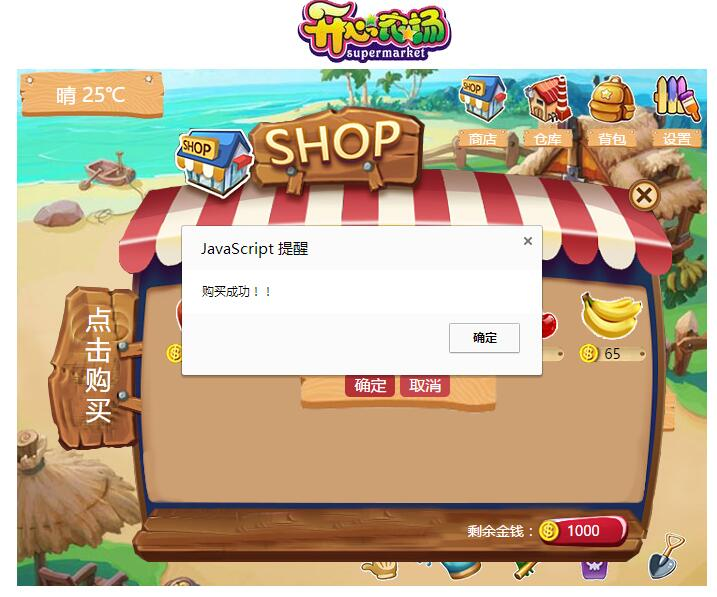 开心农场
supermarket
晴 25℃
SHOP
商店
仓库
背包
设置
SHOP
SHOP
JavaScript 提醒
购买成功！！
确定
点击购买
65
确定 取消
剩余金钱： 1000